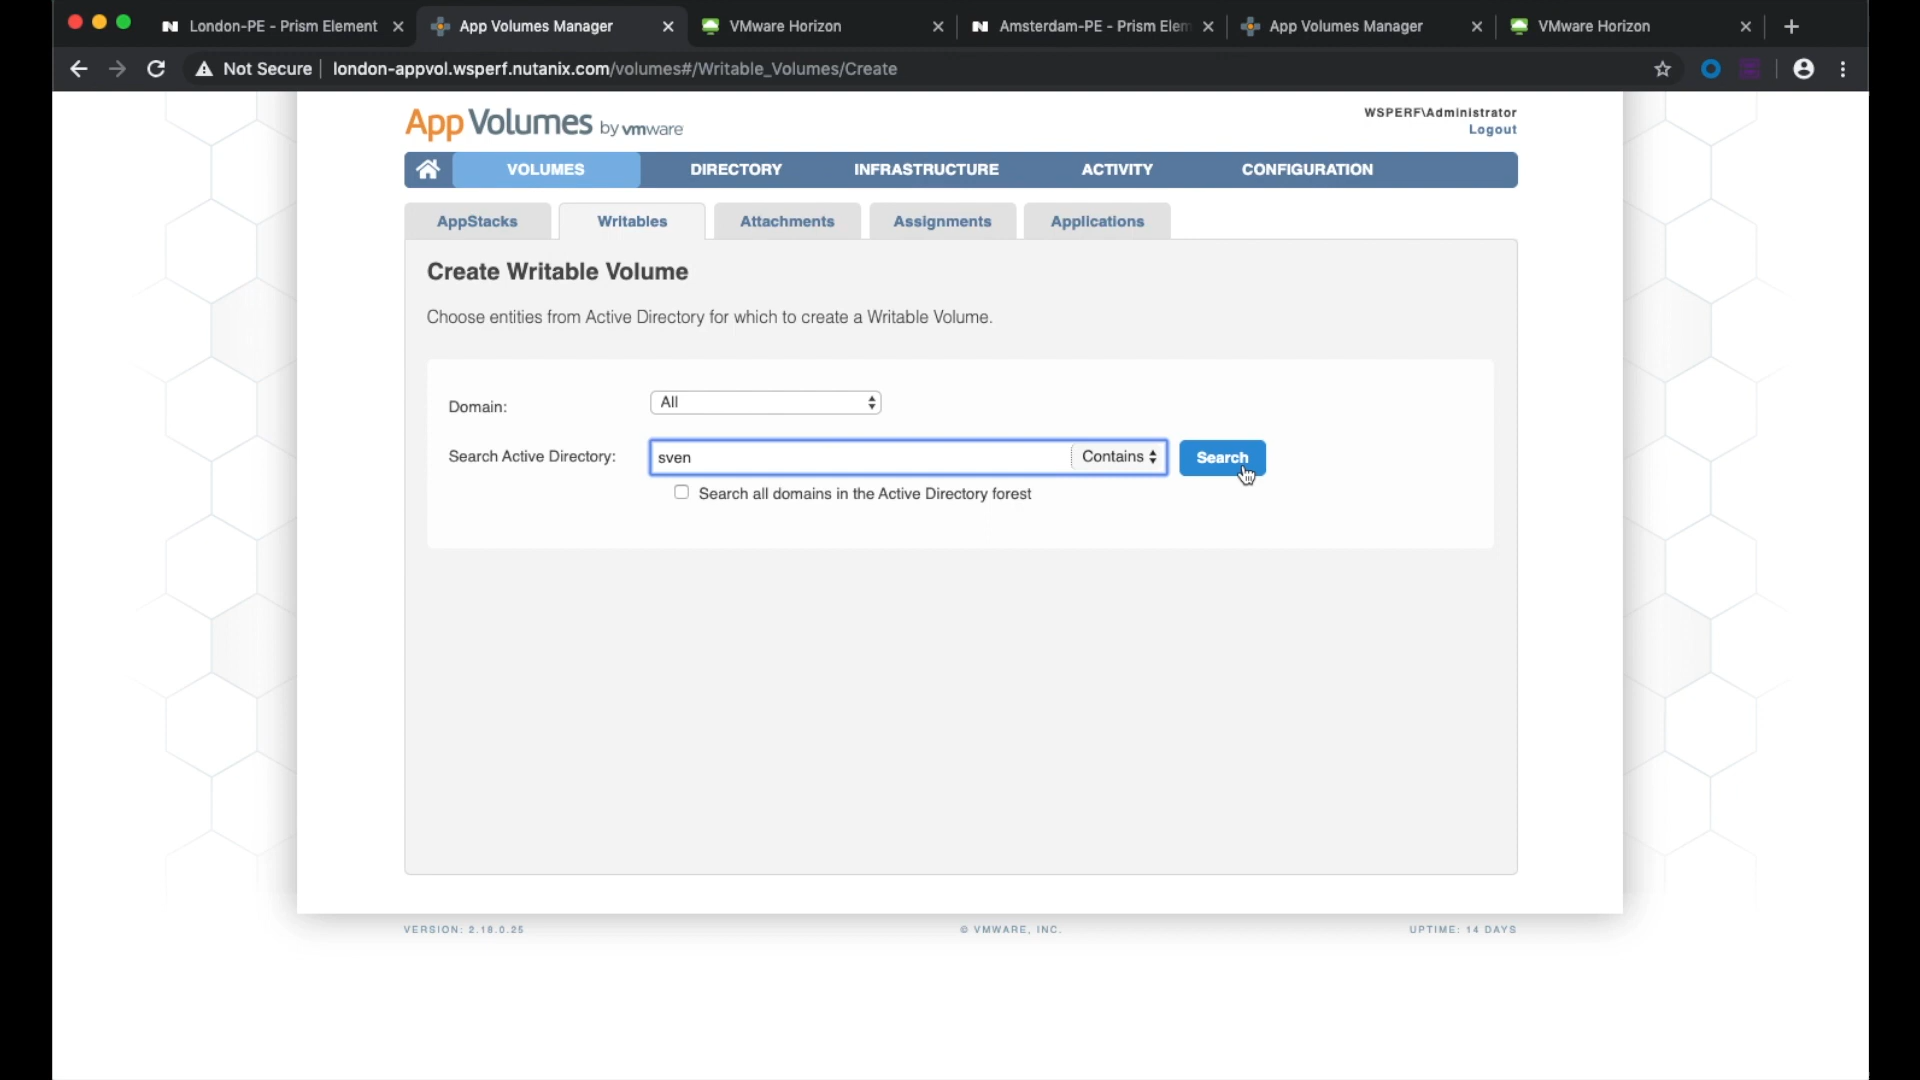 London-PE - Prism Element
App Volumes Manager
VMware Horizon
Amsterdam-PE - Prism Elem
App Volumes Manager
VMware Horizon
Not Secure
london-appvol.wsperf.nutanix.com/volumes#/Writable_Volumes/Create
App Volumes by vmware
WSPERF\Administrator
Logout
VOLUMES
DIRECTORY
INFRASTRUCTURE
ACTIVITY
CONFIGURATION
AppStacks
Writables
Attachments
Assignments
Applications
Create Writable Volume
Choose entities from Active Directory for which to create a Writable Volume.
Domain:
All
Search Active Directory:
sven
Contains
Search
Search all domains in the Active Directory forest
VERSION: 2.18.0.25
© VMWARE, INC.
UPTIME: 14 DAYS